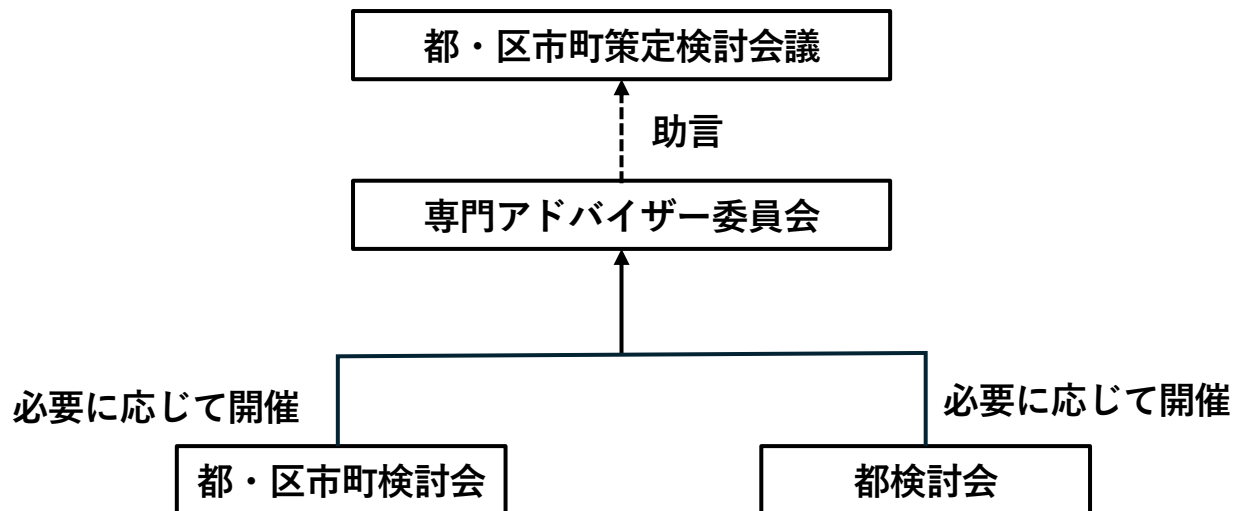 都・区市町策定検討会議
助言
専門アドバイザー委員会
必要に応じて開催
必要に応じて開催
都・区市町検討会
都検討会